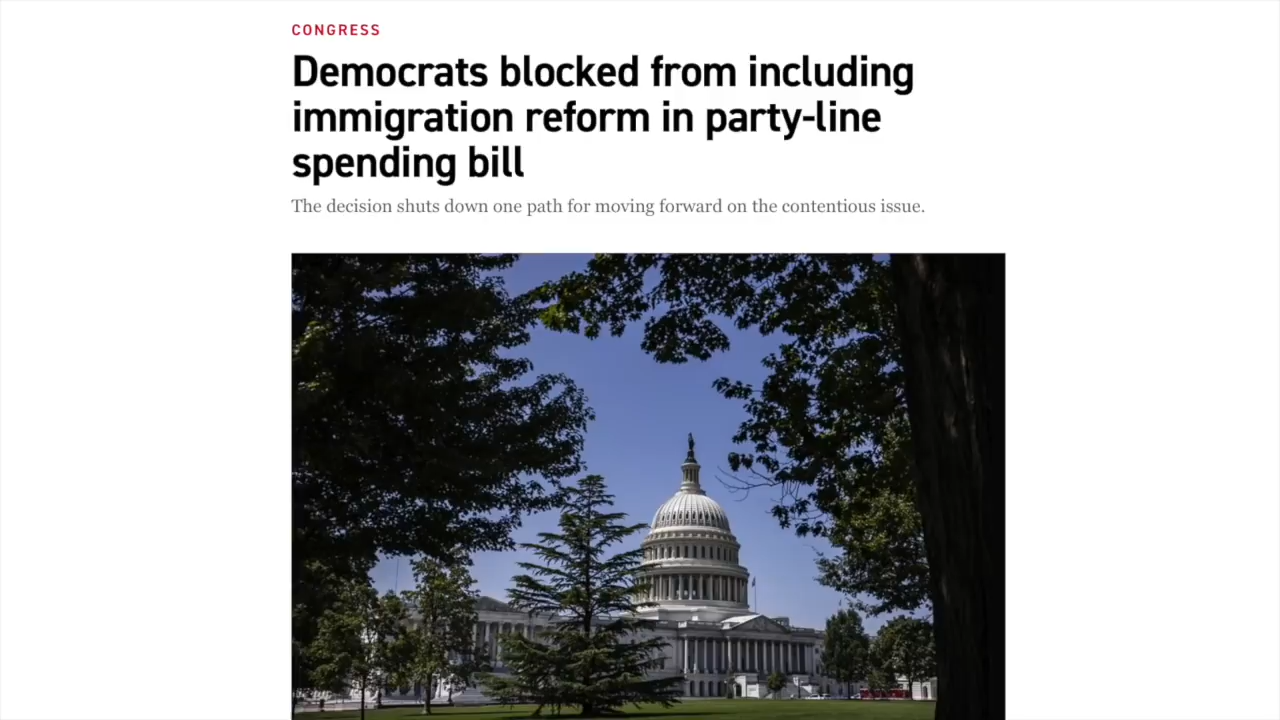 CONGRESS
Democrats blocked from including
immigration reform in party-line
spending bill
The decision shuts down one path for moving forward on the contentious issue.